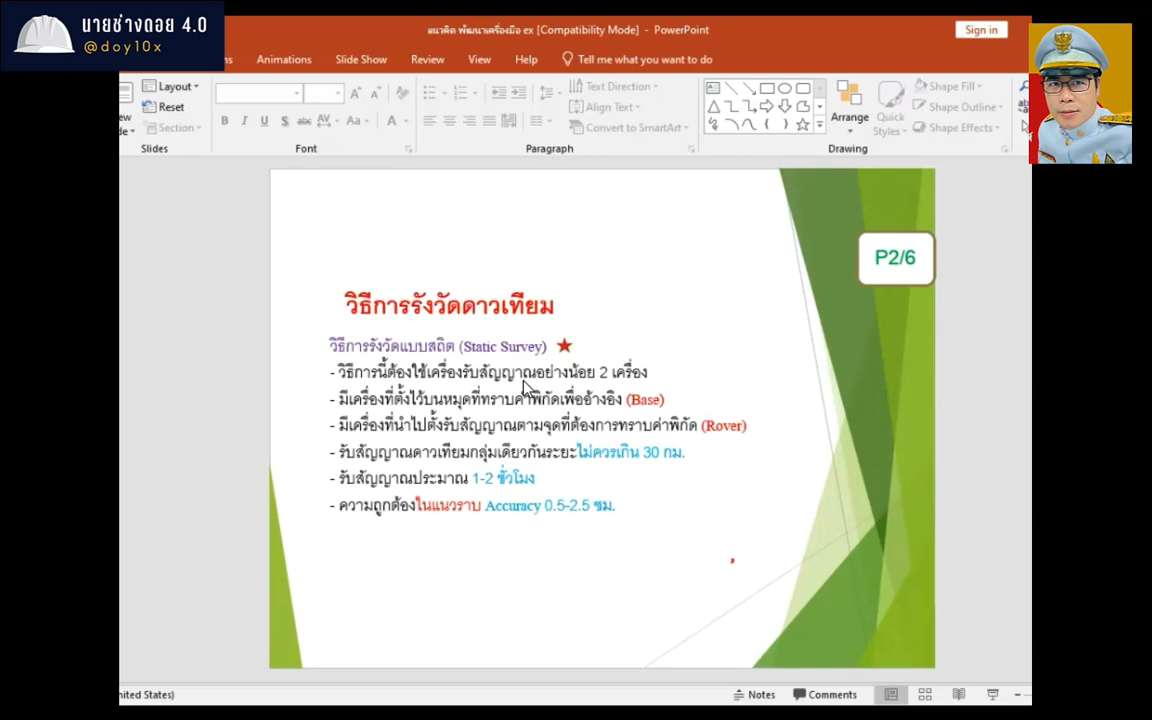 นายช่างดอย 4.0
@doy10x
แนวคิด พัฒนาเครื่องมือ ex [Compatibility Mode] - PowerPoint
Sign in
Animations
Slide Show
Review
View
Help
Tell me what you want to do
Layout
Reset
Section
Slides
B I U S abc AV Aa A
Font
Paragraph
Text Direction
Align Text
Convert to SmartArt
Arrange
Quick
Styles
Shape Fill
Shape Outline
Shape Effects
Drawing
P2/6
วิธีการรังวัดดาวเทียม
วิธีการรังวัดแบบสถิต (Static Survey)
- วิธีการนี้ต้องใช้เครื่องรับสัญญาณอย่างน้อย 2 เครื่อง
- มีเครื่องที่ตั้งไว้บนหมุดที่ทราบค่าพิกัดเพื่ออ้างอิง (Base)
- มีเครื่องที่นำไปตั้งรับสัญญาณตามจุดที่ต้องการทราบค่าพิกัด (Rover)
- รับสัญญาณดาวเทียมกลุ่มเดียวกันระยะไม่ควรเกิน 30 กม.
- รับสัญญาณประมาณ 1-2 ชั่วโมง
- ความถูกต้องในแนวราบ Accuracy 0.5-2.5 ซม.
,
nited States)
Notes
Comments